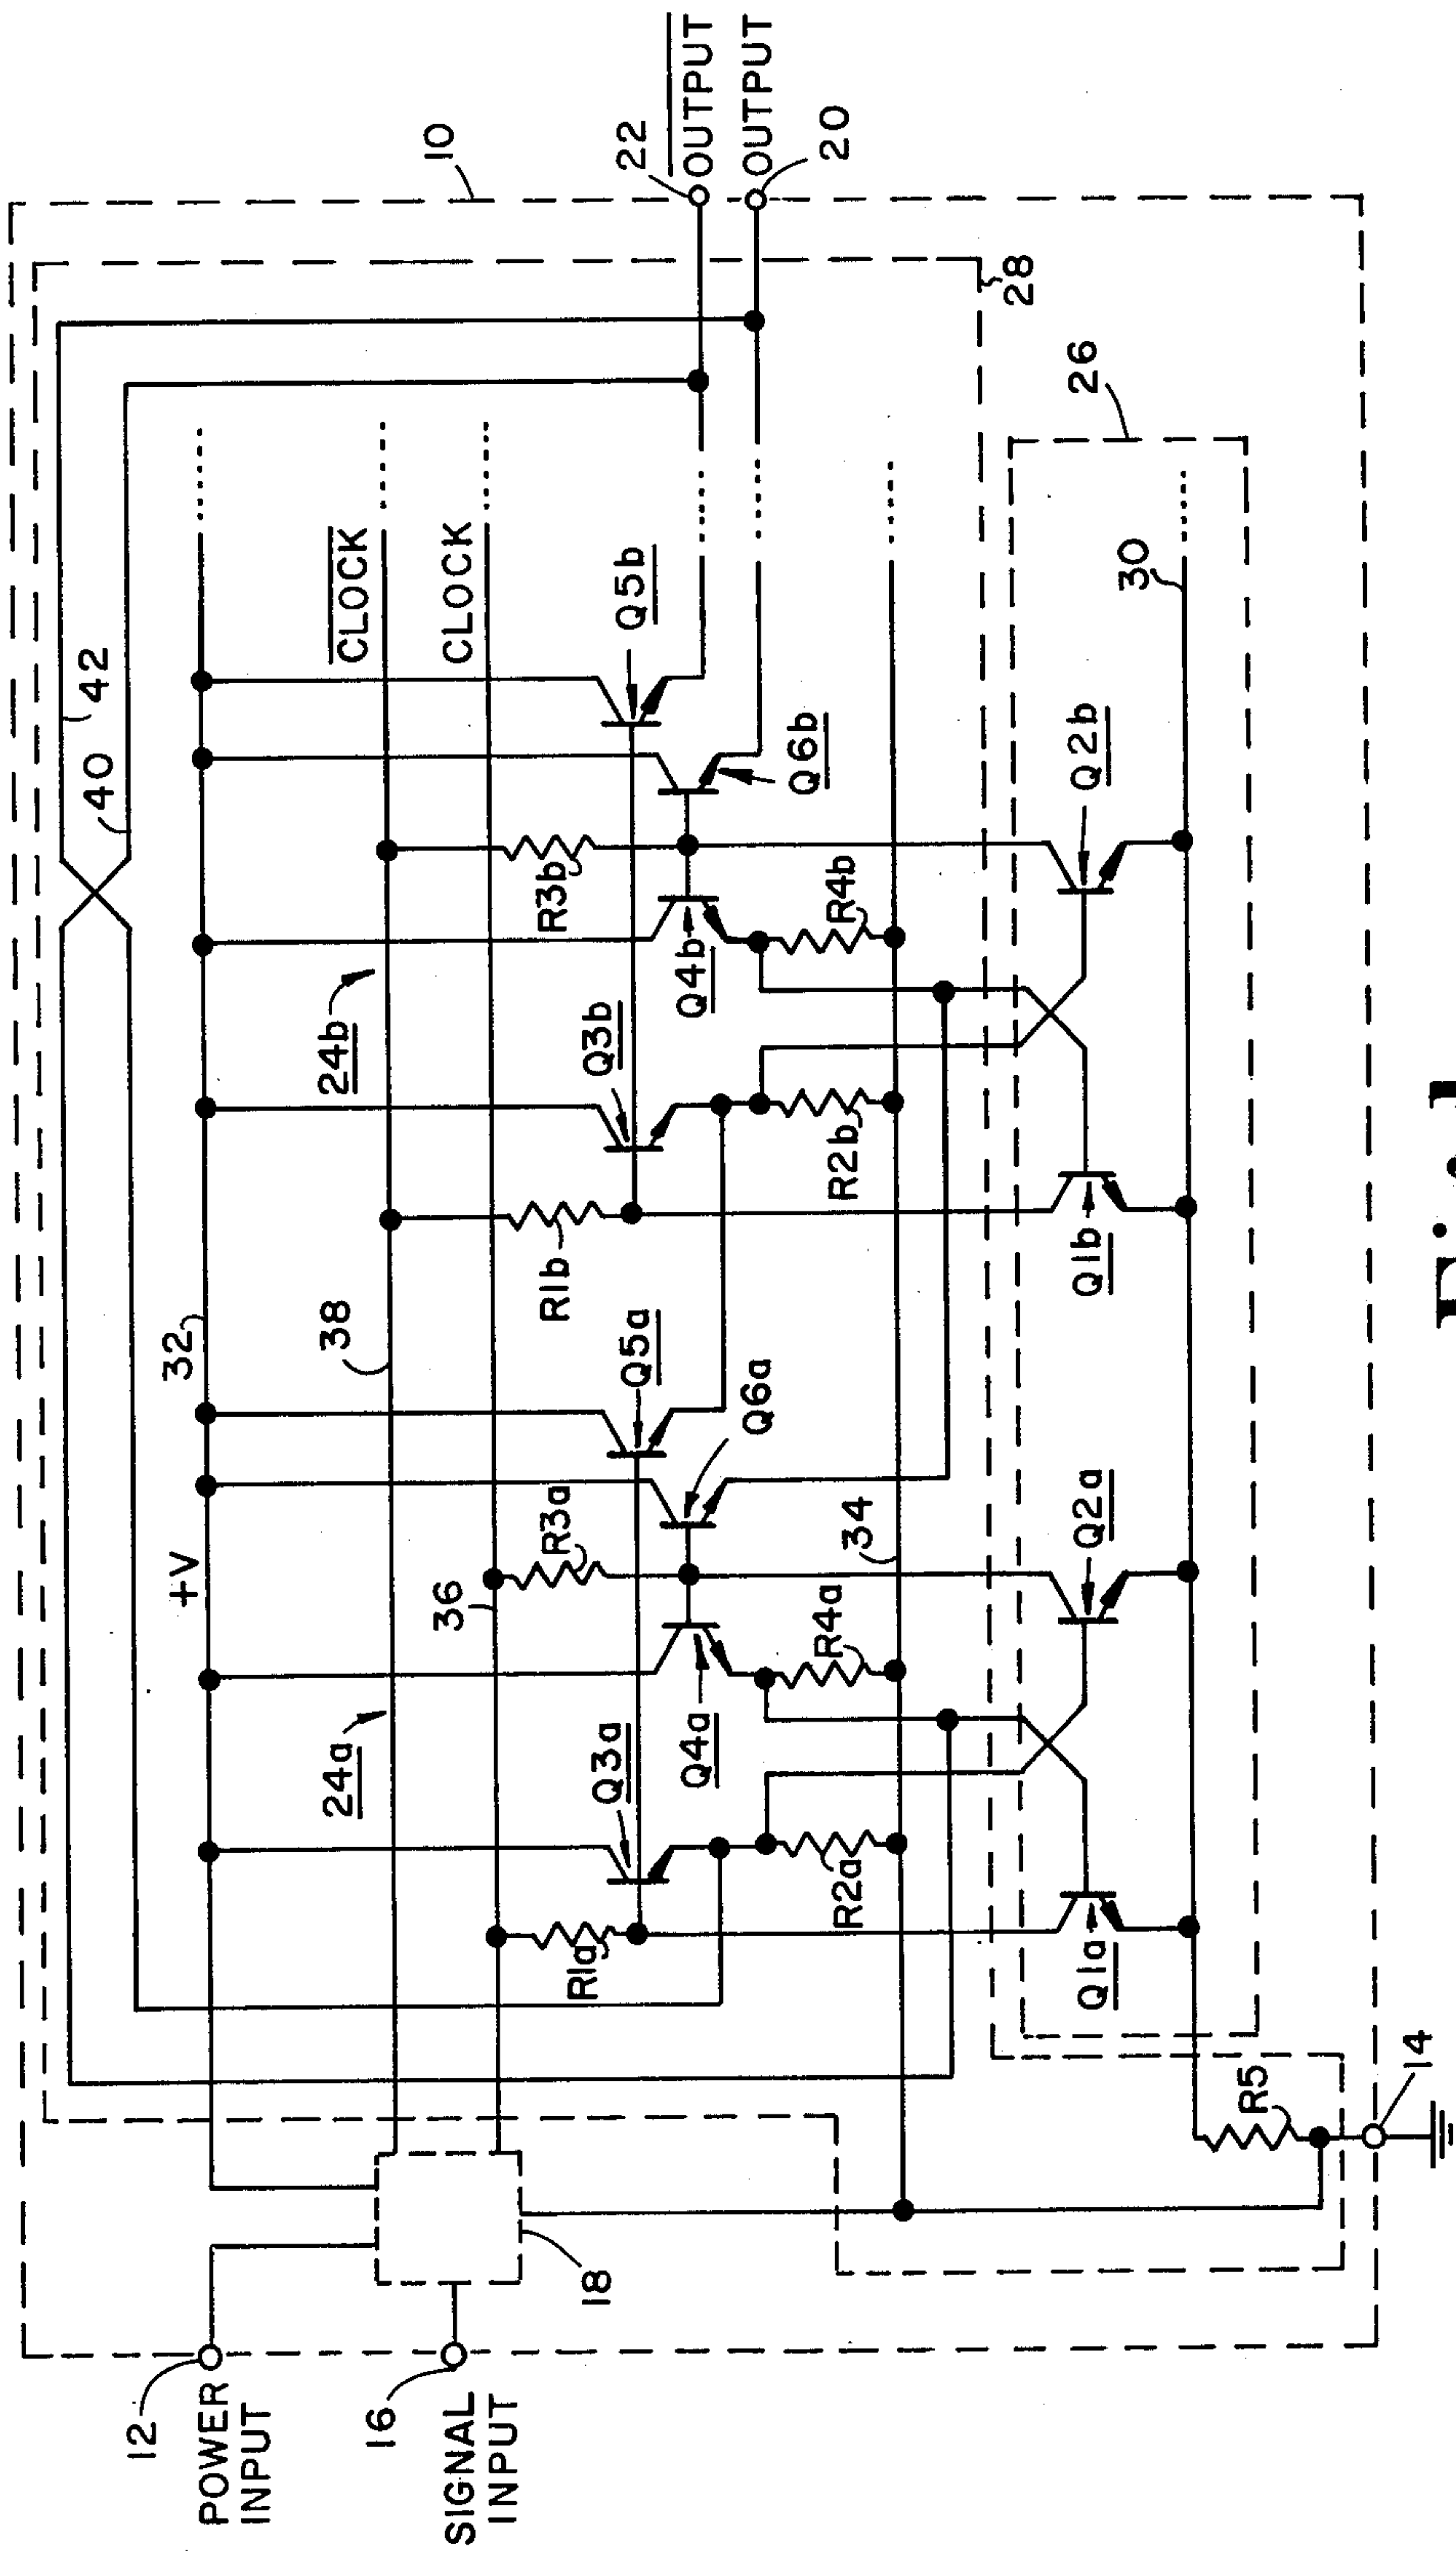 10
22
OUTPUT
OUTPUT
20
28
42
40
CLOCK
CLOCK
Q5b
26
30
Q6b
Q2b
R3b
R4b
24b
Q4b
Q3b
R2b
R1b
Q1b
32
38
Q5a
Q6a
+V
36
R3a
34
Q2a
R4a
24a
Q3a
Q4a
R2a
R1a
Q1a
R5
14
18
12
POWER
INPUT
16
SIGNAL
INPUT